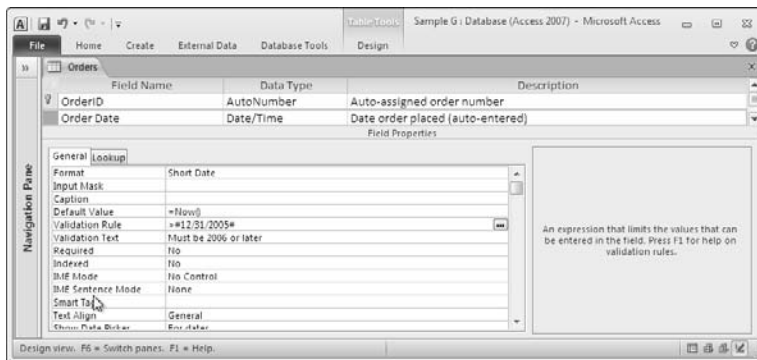 Table Tools Sample G : Database (Access 2007) - Microsoft Access
File Home Create External Data Database Tools Design
Orders
Field Name Data Type Description
OrderID AutoNumber Auto-assigned order number
Order Date Date/Time Date order placed (auto-entered)
Field Properties
General Lookup
Format Short Date
Input Mask
Caption
Default Value =Now()
Validation Rule >#12/31/2005#
Validation Text Must be 2006 or later
Required No
Indexed No
IME Mode No Control
IME Sentence Mode None
Smart
Text Align General
Show Date Picker For dates
An expression that limits the values that can
be entered in the field. Press F1 for help on
validation rules.
Navigation Pane
Design view. F6 = Switch panes. F1 = Help.